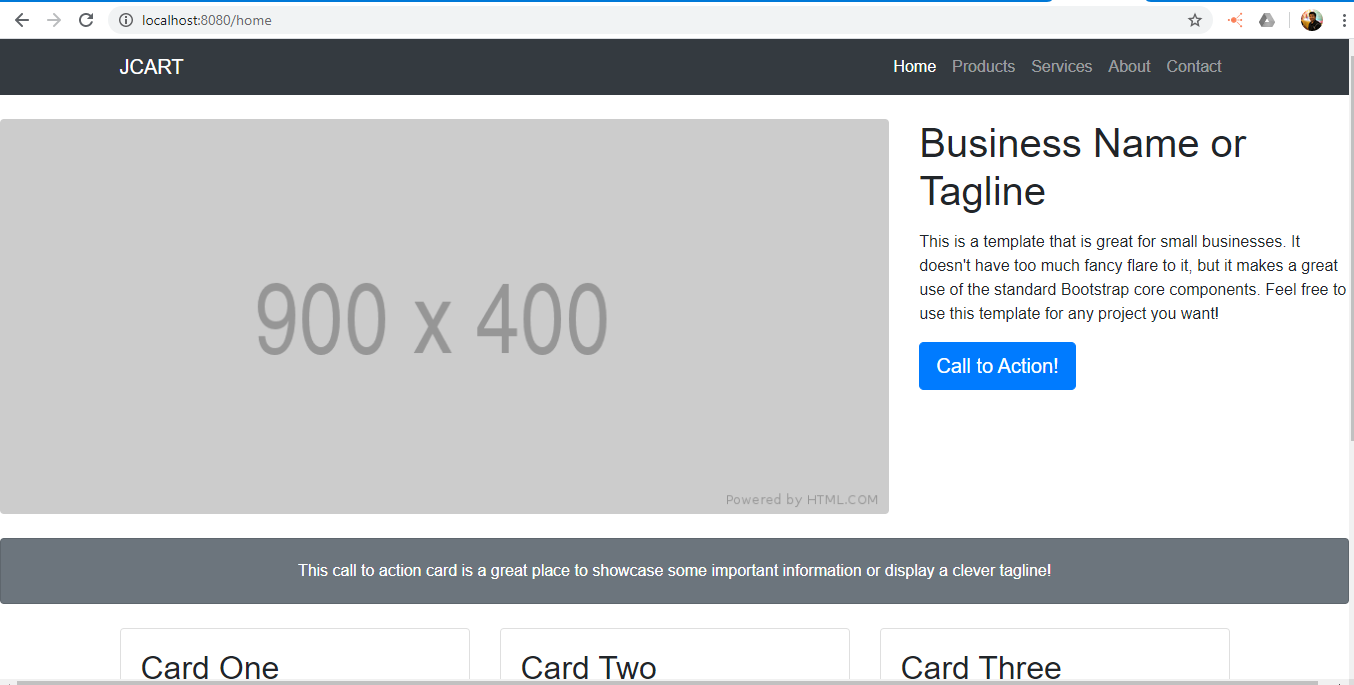 localhost:8080/home
JCART
Home Products Services About Contact
900 x 400
Powered by HTML.COM
Business Name or
Tagline
This is a template that is great for small businesses. It
doesn't have too much fancy flare to it, but it makes a great
use of the standard Bootstrap core components. Feel free to
use this template for any project you want!
Call to Action!
This call to action card is a great place to showcase some important information or display a clever tagline!
Card One
Card Two
Card Three